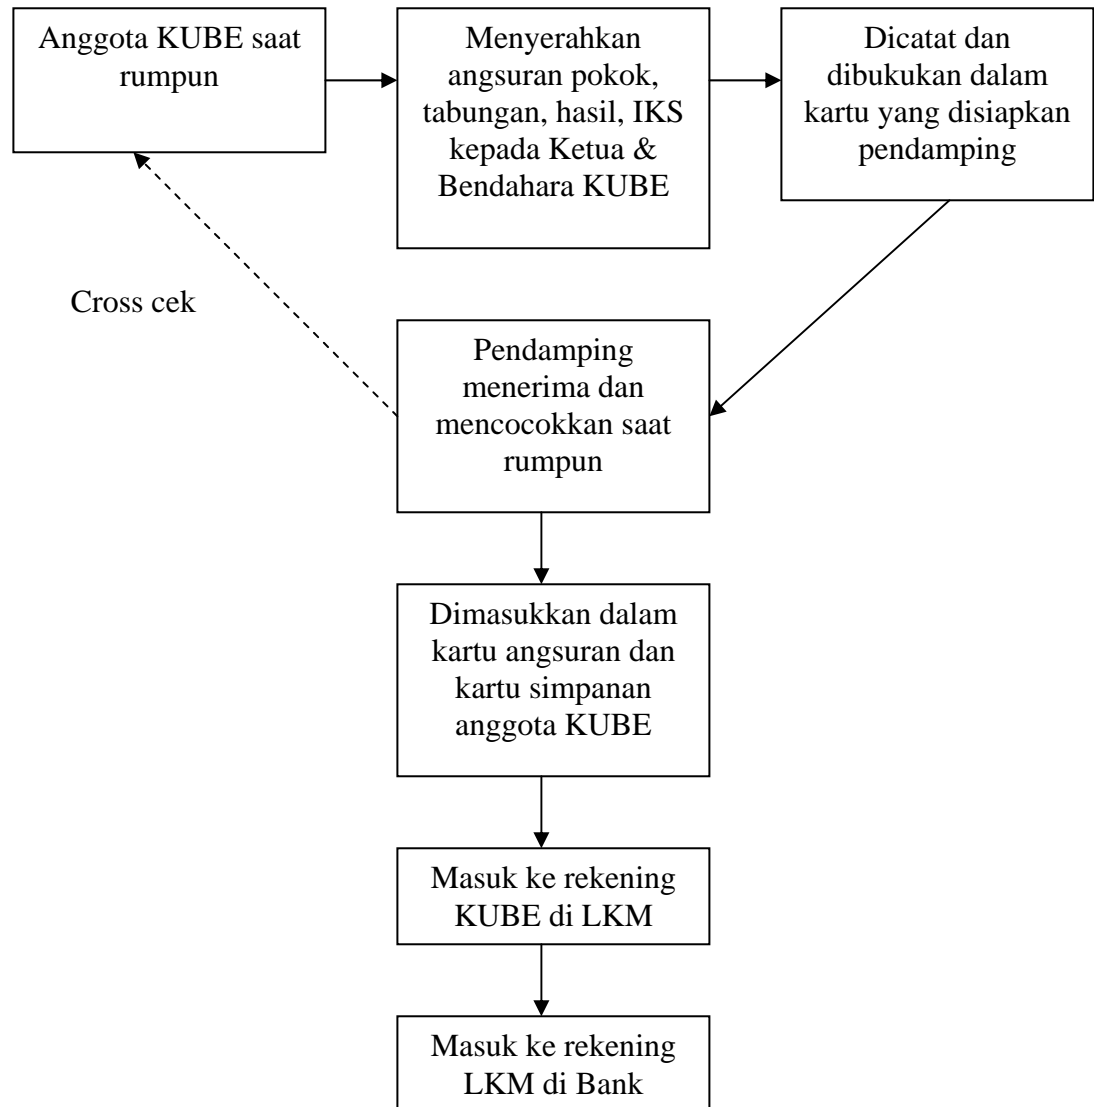 Anggota KUBE saat
rumpun
Menyerahkan
angsuran pokok,
tabungan, hasil, IKS
kepada Ketua &
Bendahara KUBE
Dicatat dan
dibukukan dalam
kartu yang disiapkan
pendamping
Cross cek
Pendamping
menerima dan
mencocokkan saat
rumpun
Dimasukkan dalam
kartu angsuran dan
kartu simpanan
anggota KUBE
Masuk ke rekening
KUBE di LKM
Masuk ke rekening
LKM di Bank